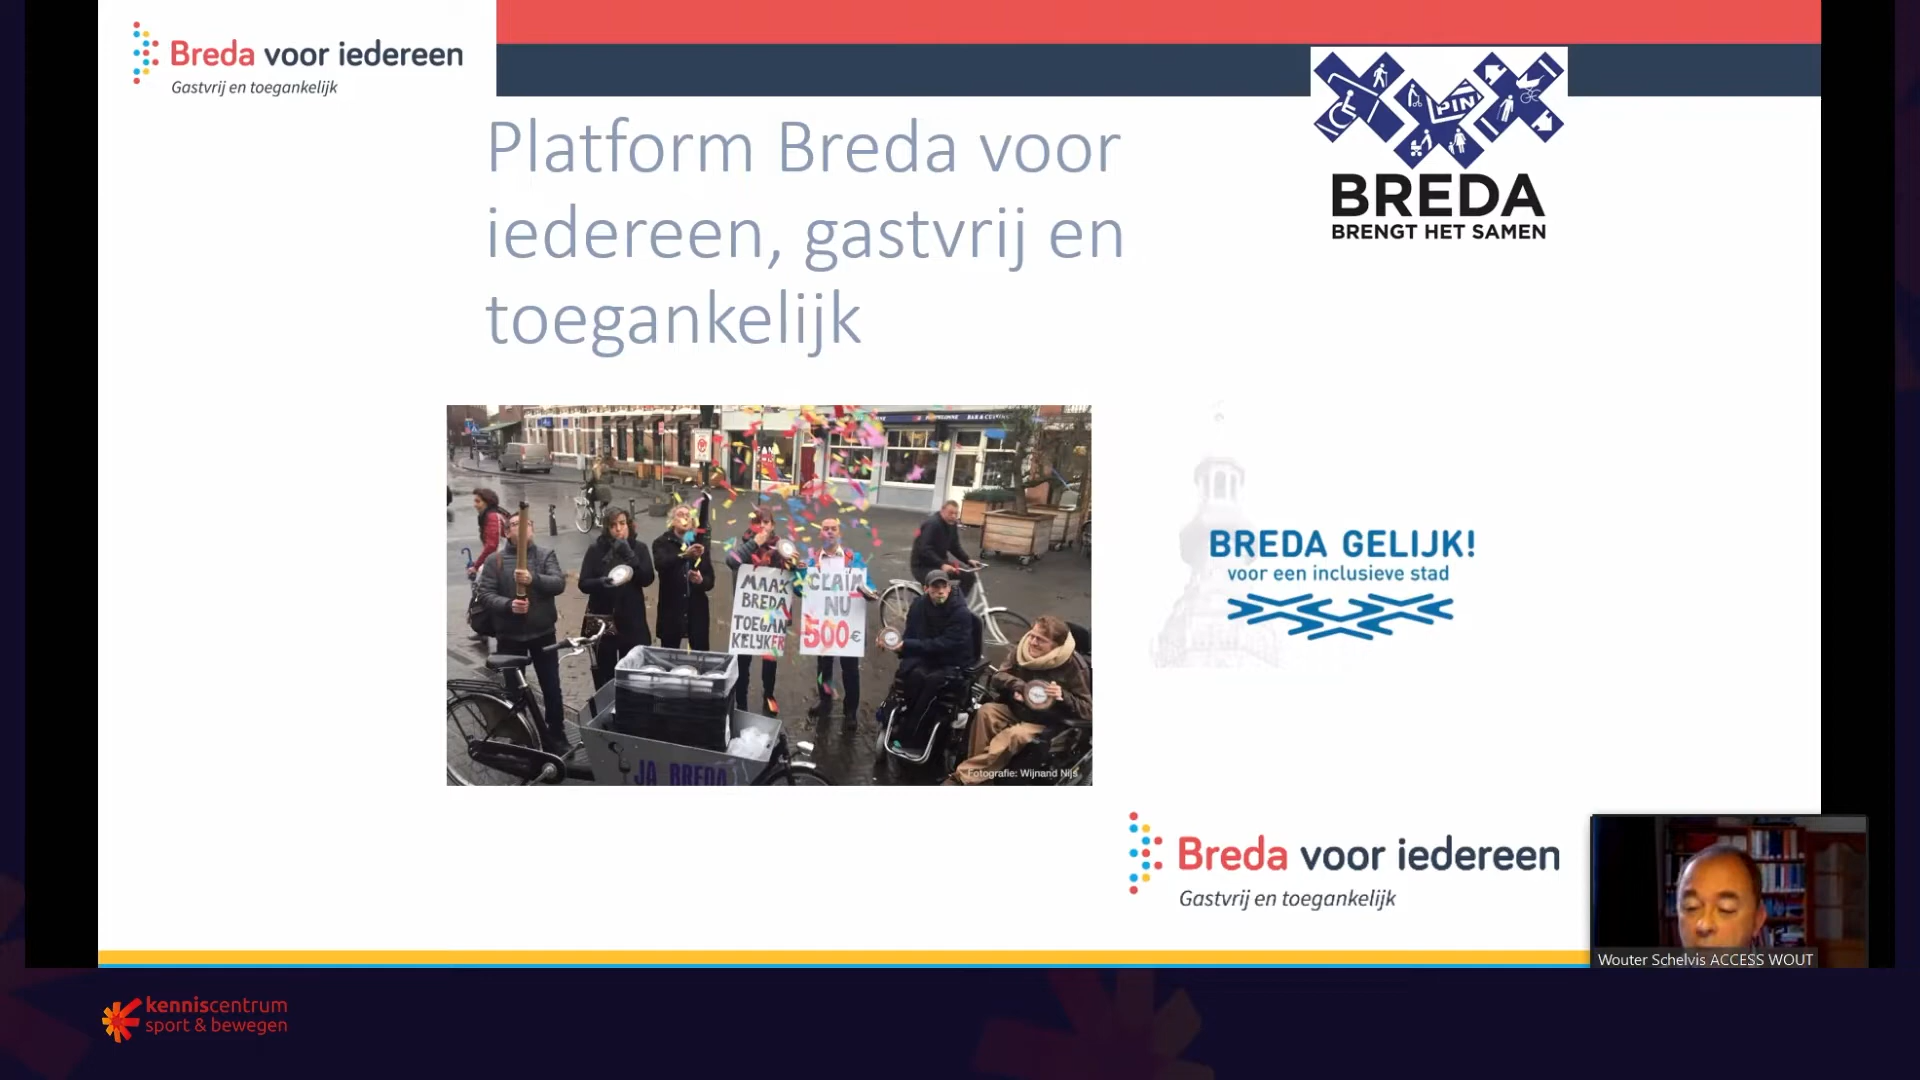 Breda voor iedereen
Gastvrij en toegankelijk
PIN
BREDA
BRENGT HET SAMEN
Platform Breda voor
iedereen, gastvrij en
toegankelijk
MAAK
BREDA
TOEGAN
KELYKER
CLAIM
NU
500€
JA BREDA
Fotografie: Wijnand Nijs
BREDA GELIJK!
voor een inclusieve stad
Breda voor iedereen
Gastvrij en toegankelijk
Wouter Schelvis ACCESS WOUT
kenniscentrum
sport & bewegen